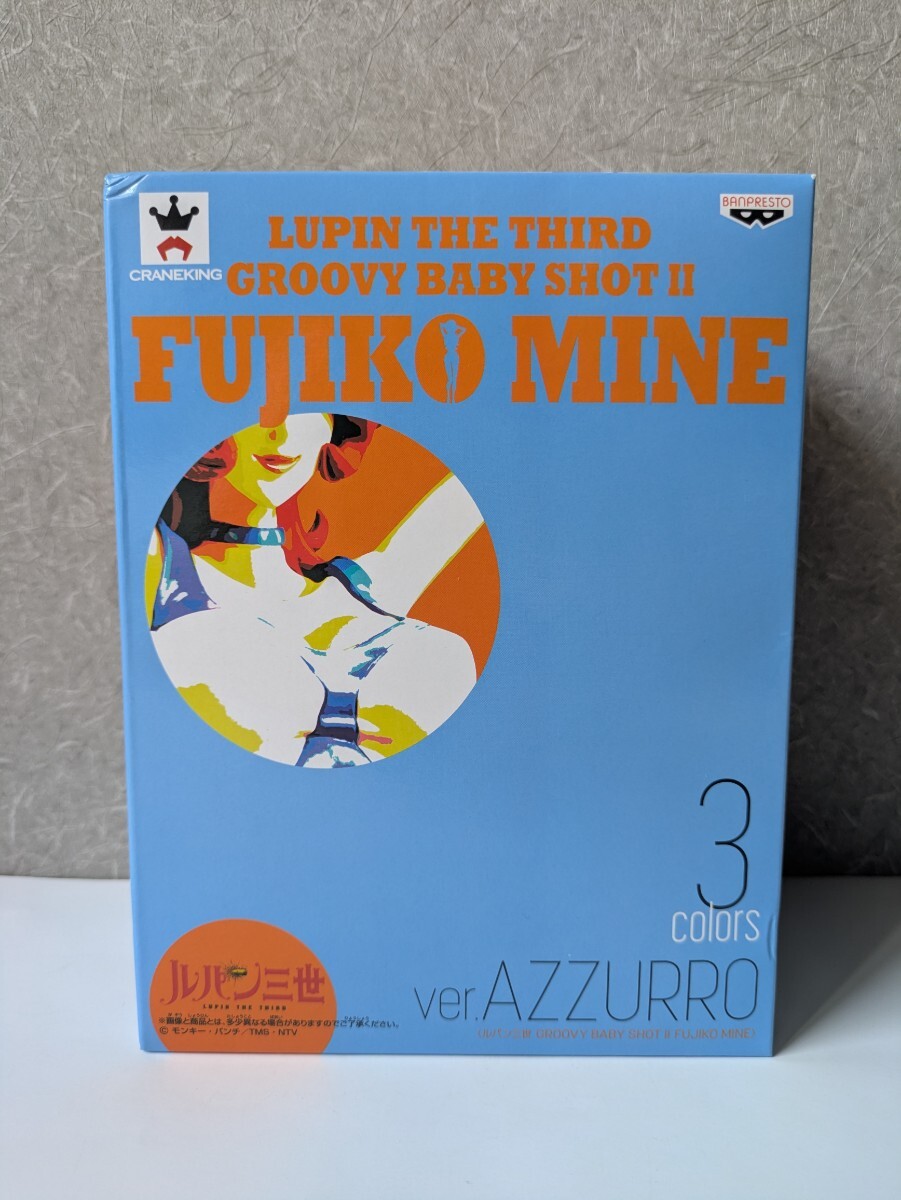 CRANEKING
BANPRESTO
LUPIN THE THIRD
GROOVY BABY SHOT II
FUJIKO MINE
3
colors
ver.AZZURRO
ルパン三世 GROOVY BABY SHOT II FUJIKO MINE
ルパン三世
LUPIN THE THIRD
※画像と商品とは、多少異なる場合がありますのでご了承ください。
© モンキー・パンチ／TMS・NTV